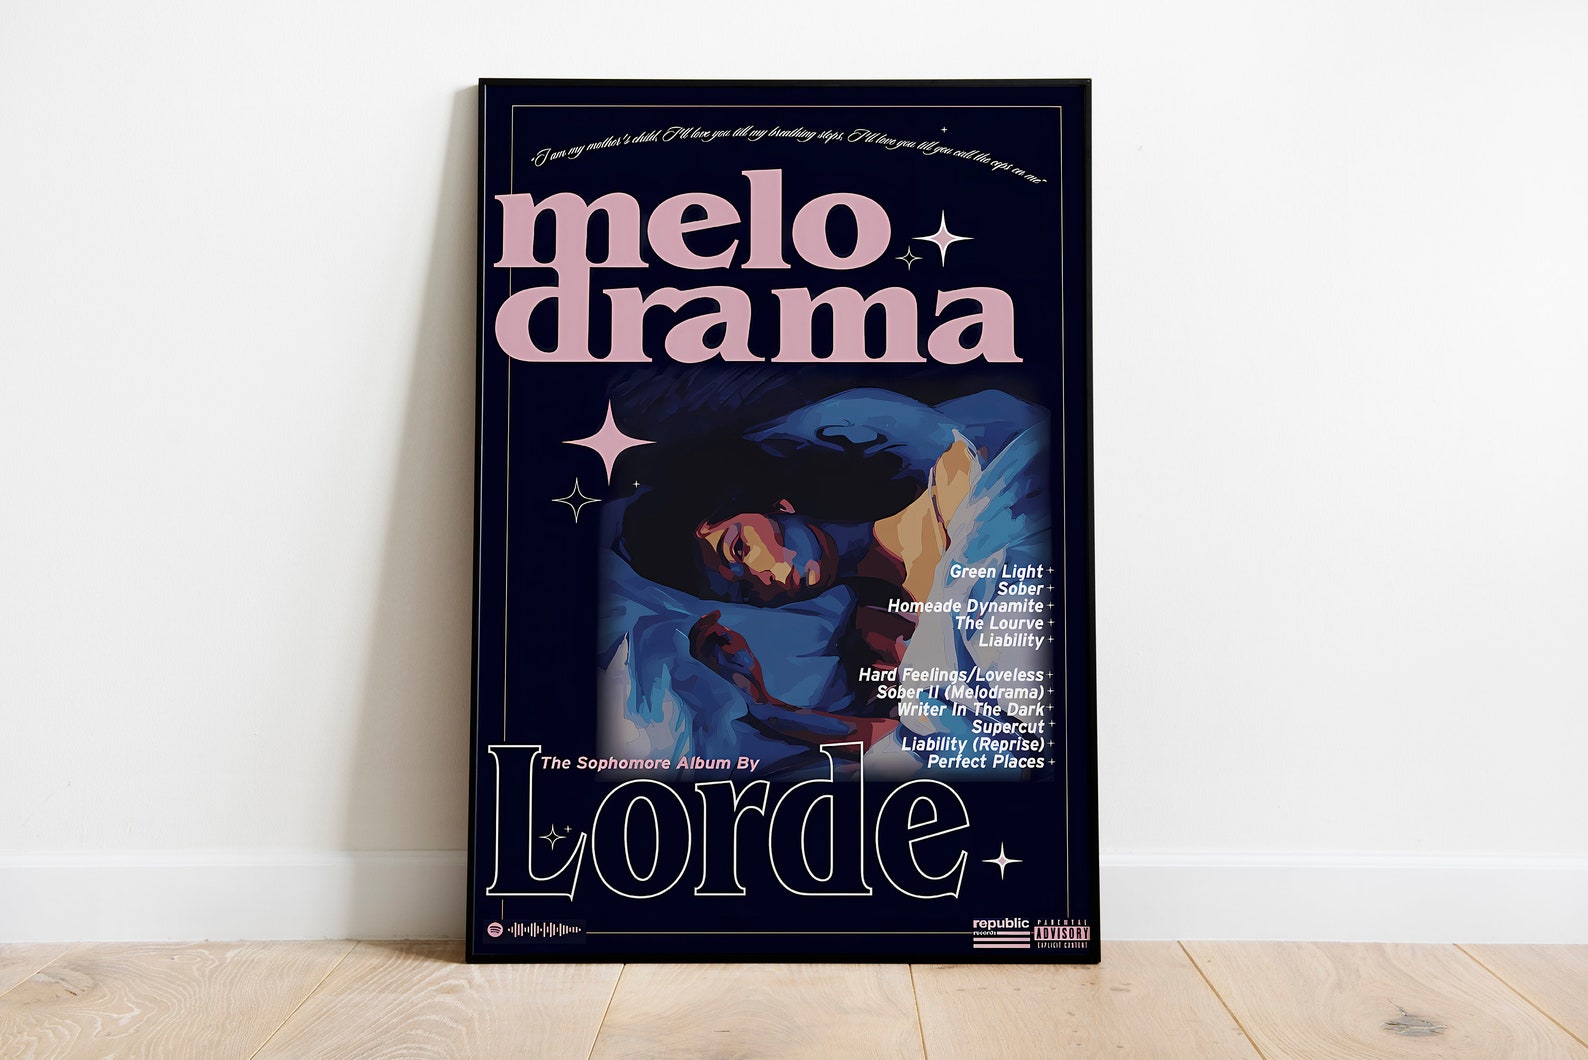 "I am my mother's child, I'll love you till my breathing stops, I'll love you till you call the cops on me"
melo
drama
Green Light
Sober
Homeade Dynamite
The Lourve
Liability
Hard Feelings/Loveless
Sober II (Melodrama)
Writer In The Dark
Supercut
Liability (Reprise)
Perfect Places
The Sophomore Album By
Lorde
republic
records
PARENTAL
ADVISORY
EXPLICIT CONTENT